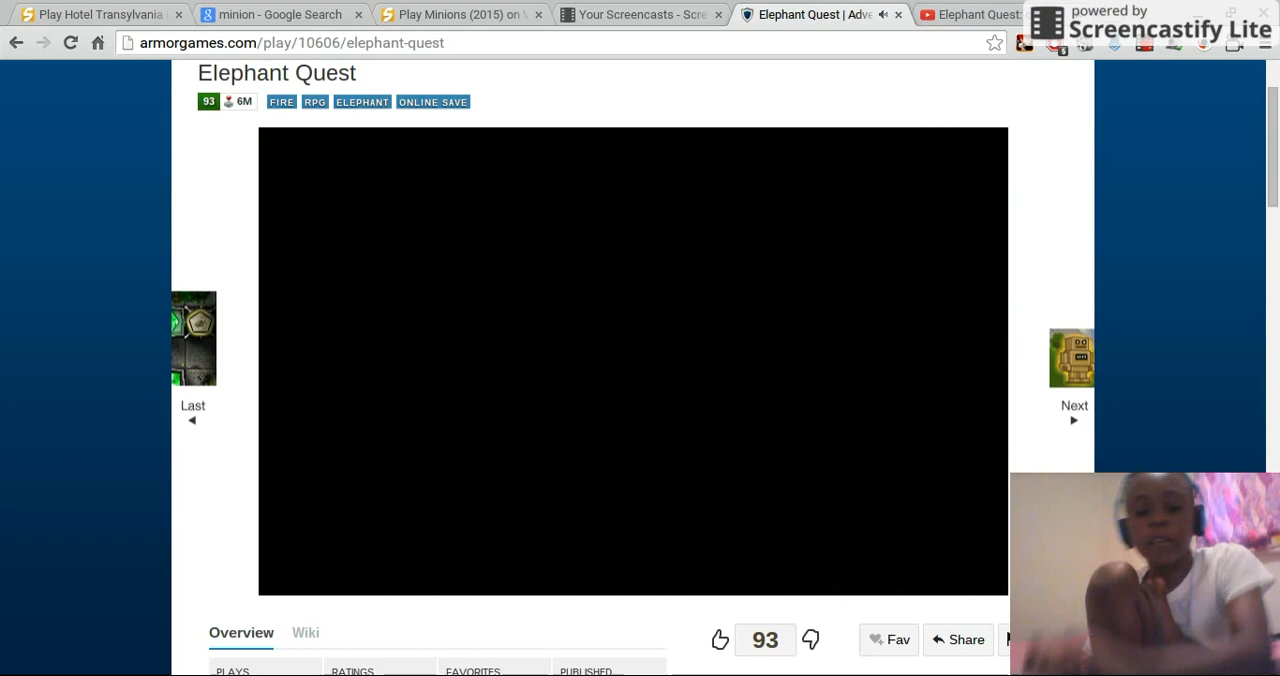 Play Hotel Transylvania
minion - Google Search
Play Minions (2015) on
Your Screencasts - Scre
Elephant Quest | Adve
Elephant Quest:
powered by
Screencastify Lite
armorgames.com/play/10606/elephant-quest
Elephant Quest
93 6M FIRE RPG ELEPHANT ONLINE SAVE
Last
Next
Overview Wiki
93
Fav Share
PLAYS RATINGS FAVORITES PUBLISHED